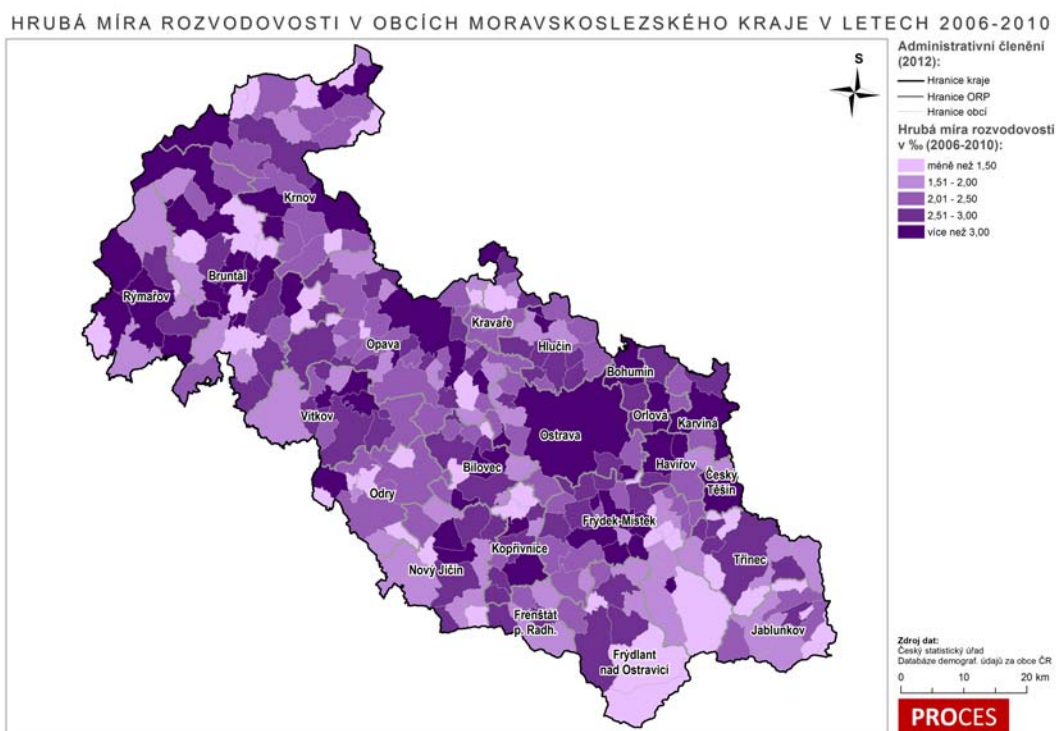 HRUBÁ MÍRA ROZVODOVOSTI V OBCÍCH MORAVSKOSLEZSKÉHO KRAJE V LETECH 2006-2010
Administrativní členění
(2012):
Hranice kraje
Hranice ORP
Hranice obcí
Hrubá míra rozvodovosti
v ‰ (2006-2010):
méně než 1,50
1,51 - 2,00
2,01 - 2,50
2,51 - 3,00
více než 3,00
S
Krnov
Bruntál
Rýmařov
Kravaře
Opava
Hlučín
Bohumín
Vítkov
Orlová
Karviná
Ostrava
Bílovec
Havířov
Český
Těšín
Odry
Frýdek-Místek
Kopřivnice
Třinec
Nový Jičín
Frenštát
p. Radh.
Jablunkov
Frýdlant
nad Ostravicí
Zdroj dat:
Český statistický úřad
Databáze demograf. údajů za obce ČR
0 10 20 km
PROCES